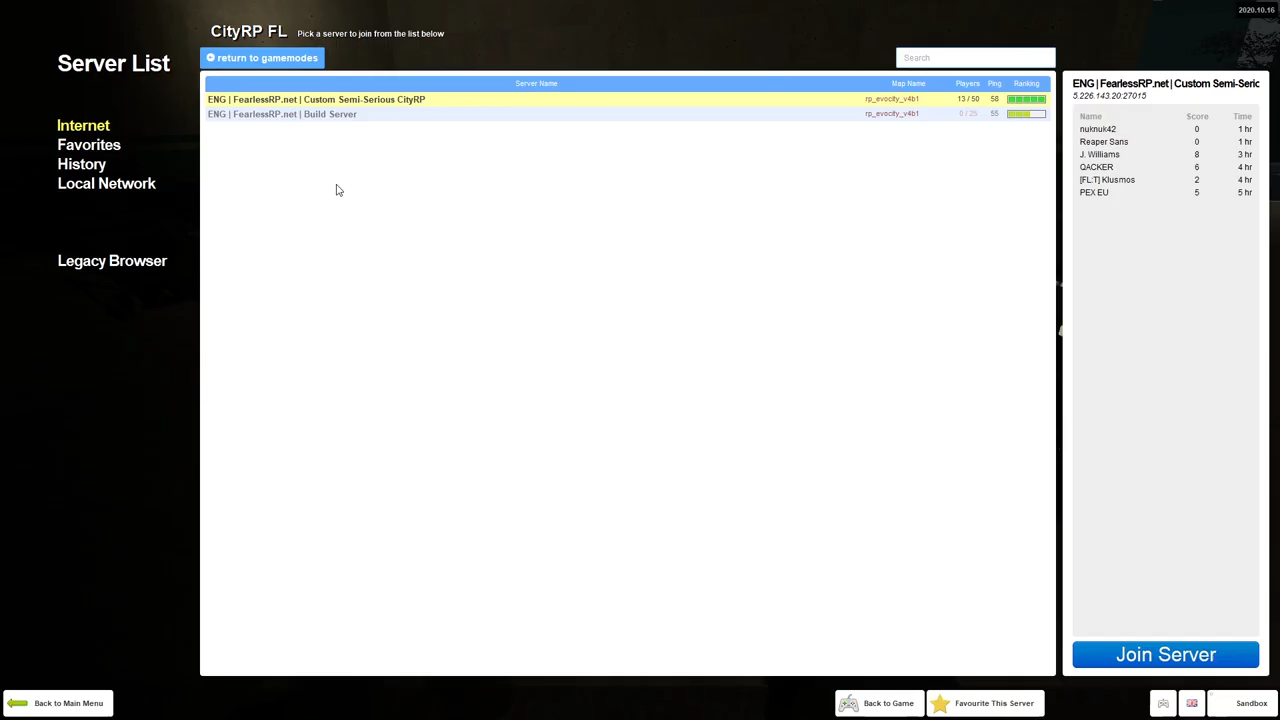 2020.10.16
CityRP FL Pick a server to join from the list below
Server List
return to gamemodes
Search
Internet
Favorites
History
Local Network
Legacy Browser
Server Name Map Name Players Ping Ranking
ENG | FearlessRP.net | Custom Semi-Serious CityRP rp_evocity_v4b1 13 / 50 58
ENG | FearlessRP.net | Build Server rp_evocity_v4b1 0 / 25 55
ENG | FearlessRP.net | Custom Semi-Seric
5.226.143.20:27015
Name Score Time
nuknuk42 0 1 hr
Reaper Sans 0 1 hr
J. Williams 8 3 hr
QACKER 6 4 hr
[FL:T] Klusmos 2 4 hr
PEX EU 5 5 hr
Join Server
Back to Main Menu
Back to Game
Favourite This Server
Sandbox